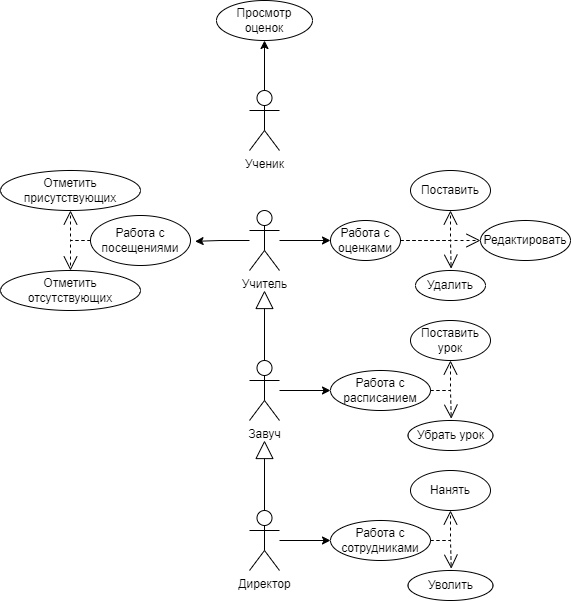 Просмотр
оценок
Ученик
Отметить
присутствующих
Работа с
посещениями
Отметить
отсутствующих
Учитель
Работа с
оценками
Поставить
Редактировать
Удалить
Завуч
Работа с
расписанием
Поставить
урок
Убрать урок
Директор
Работа с
сотрудниками
Нанять
Уволить